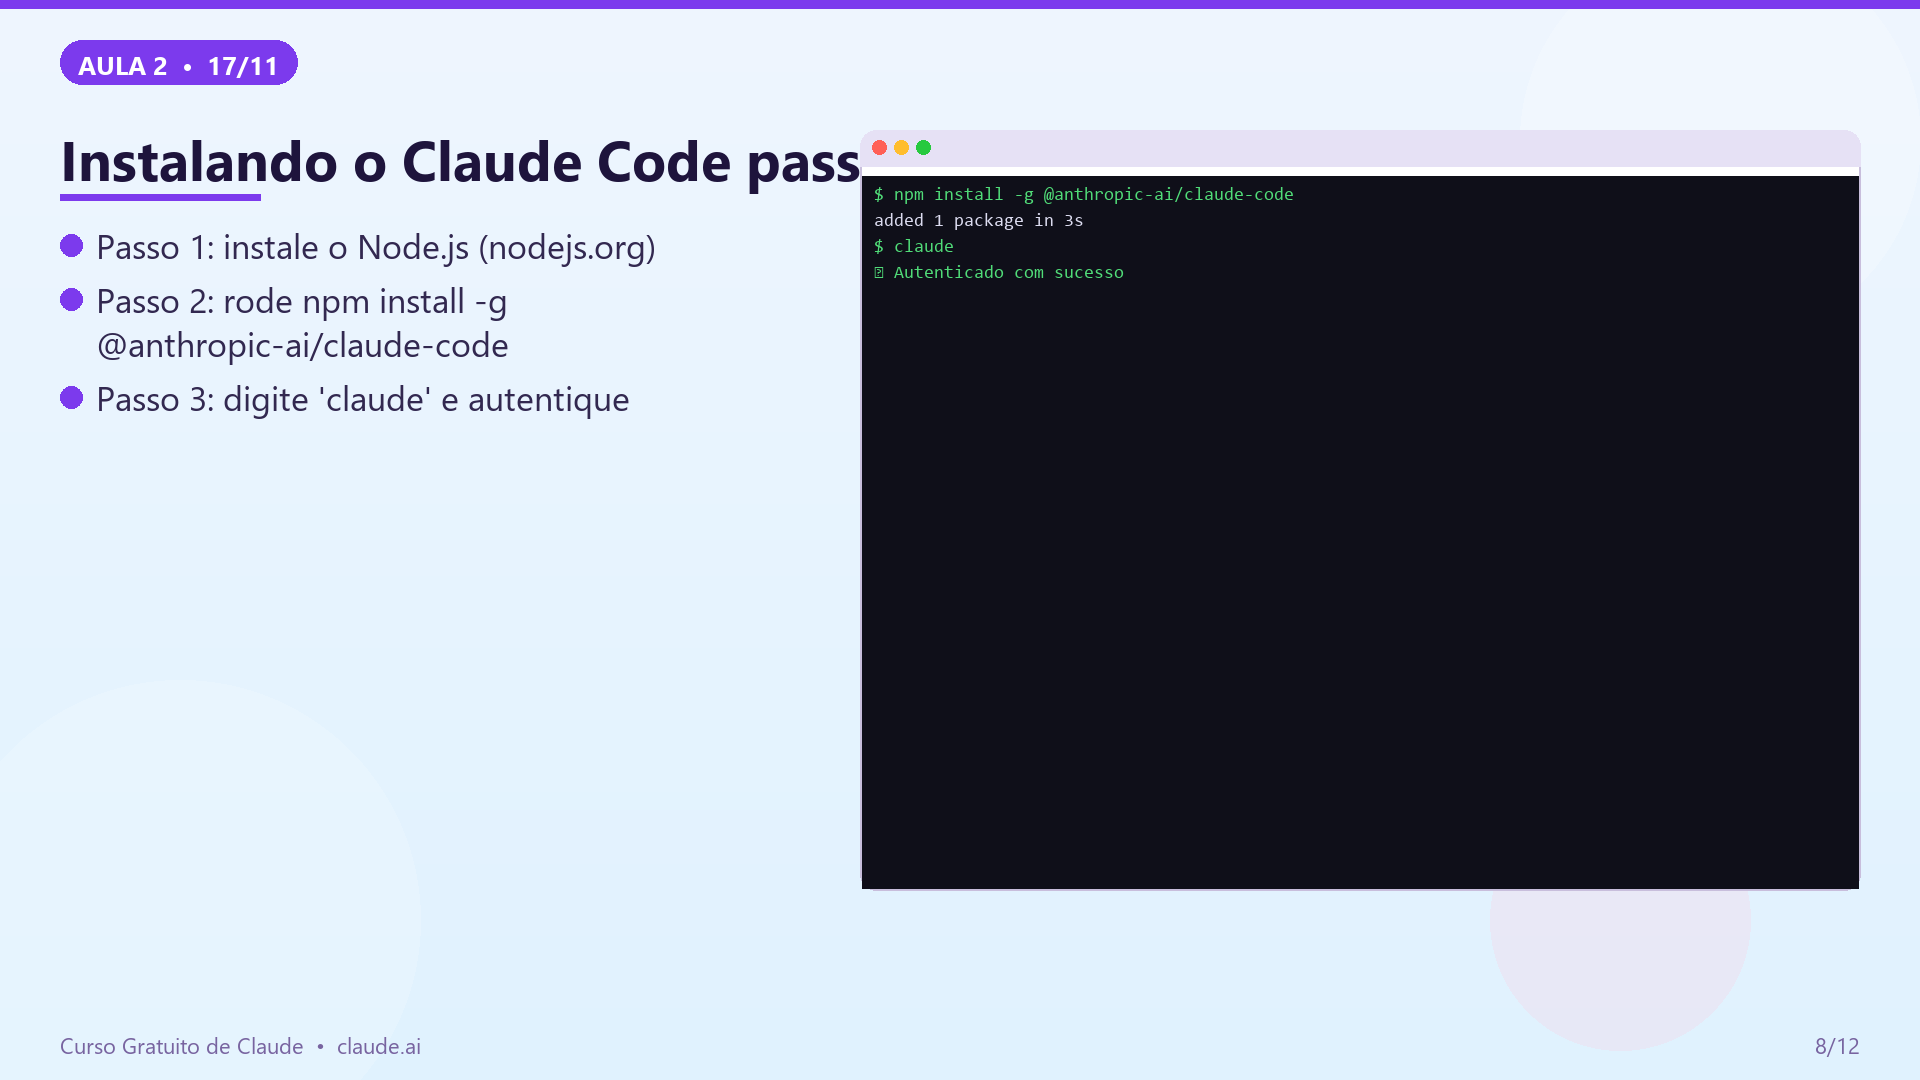 AULA 2 • 17/11
Instalando o Claude Code pass
Passo 1: instale o Node.js (nodejs.org)
Passo 2: rode npm install -g
@anthropic-ai/claude-code
Passo 3: digite 'claude' e autentique
$ npm install -g @anthropic-ai/claude-code
added 1 package in 3s
$ claude
Autenticado com sucesso
Curso Gratuito de Claude • claude.ai
8/12